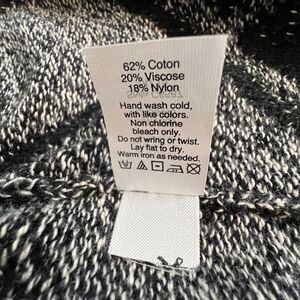 62% Coton
20% Viscose
18% Nylon
Hand wash cold,
with like colors.
Non chlorine
bleach only.
Do not wring or twist.
Lay flat to dry.
Warm iron as needed.